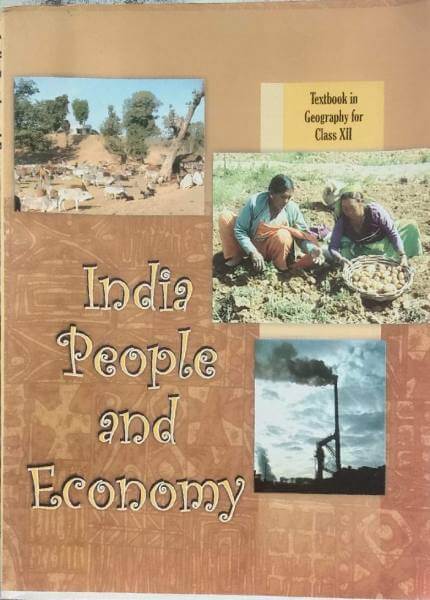 Textbook in
Geography for
Class XII
India
People
and
Economy